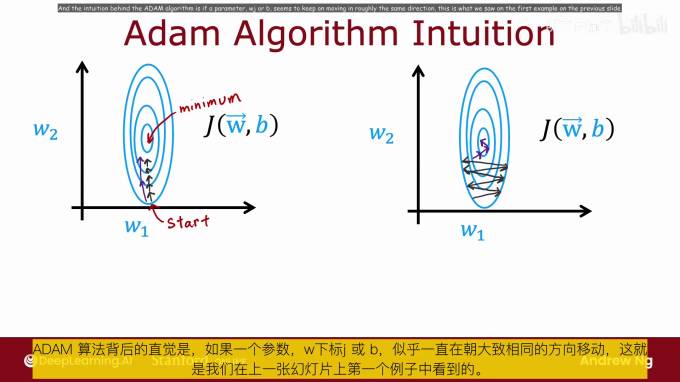 And the intuition behind the ADAM algorithm is if a parameter, wj or b, seems to keep on moving in roughly the same direction, this is what we saw on the first example on the previous slide.
bilibili
Adam Algorithm Intuition
w₂
minimum
J(w⃗, b)
w₁
start
w₂
J(w⃗, b)
w₁
DeepLearning.AI
Stanford
Andrew Ng
ADAM 算法背后的直觉是，如果一个参数，w下标j 或 b，似乎一直在朝大致相同的方向移动，这就
是我们在上一张幻灯片上第一个例子中看到的。